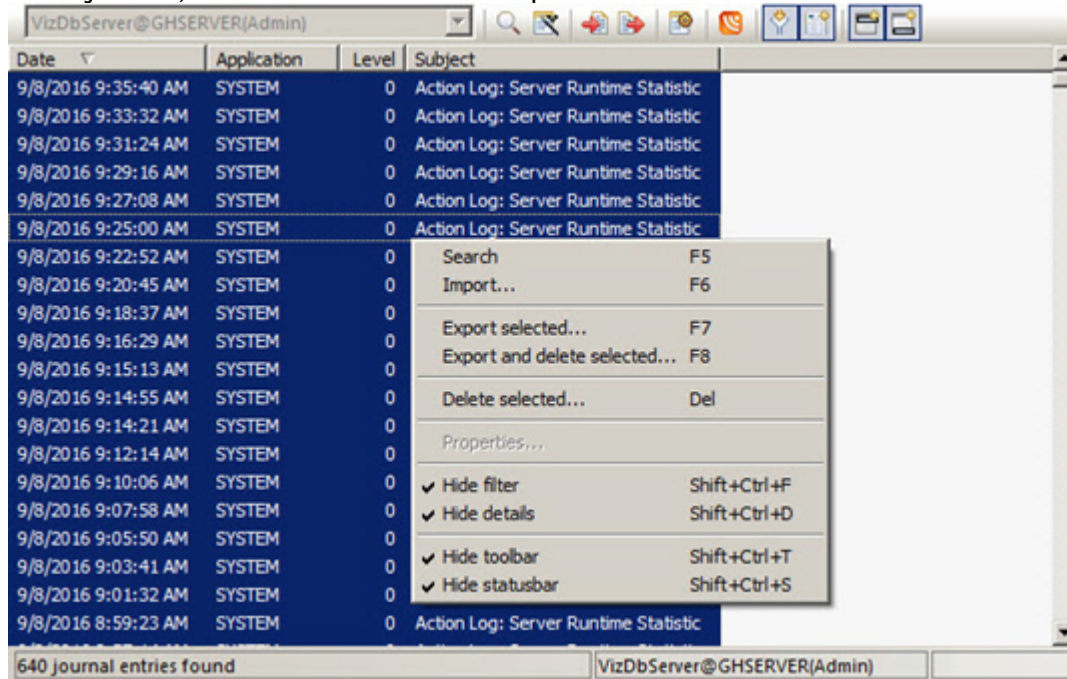 VizDbServer@GHSERVER(Admin)
Date Application Level Subject
9/8/2016 9:35:40 AM SYSTEM 0 Action Log: Server Runtime Statistic
9/8/2016 9:33:32 AM SYSTEM 0 Action Log: Server Runtime Statistic
9/8/2016 9:31:24 AM SYSTEM 0 Action Log: Server Runtime Statistic
9/8/2016 9:29:16 AM SYSTEM 0 Action Log: Server Runtime Statistic
9/8/2016 9:27:08 AM SYSTEM 0 Action Log: Server Runtime Statistic
9/8/2016 9:25:00 AM SYSTEM 0 Action Log: Server Runtime Statistic
9/8/2016 9:22:52 AM SYSTEM 0
9/8/2016 9:20:45 AM SYSTEM 0
9/8/2016 9:18:37 AM SYSTEM 0
9/8/2016 9:16:29 AM SYSTEM 0
9/8/2016 9:15:13 AM SYSTEM 0
9/8/2016 9:14:55 AM SYSTEM 0
9/8/2016 9:14:21 AM SYSTEM 0
9/8/2016 9:12:14 AM SYSTEM 0
9/8/2016 9:10:06 AM SYSTEM 0
9/8/2016 9:07:58 AM SYSTEM 0
9/8/2016 9:05:50 AM SYSTEM 0
9/8/2016 9:03:41 AM SYSTEM 0
9/8/2016 9:01:32 AM SYSTEM 0
9/8/2016 8:59:23 AM SYSTEM 0 Action Log: Server Runtime Statistic
Search F5
Import... F6
Export selected... F7
Export and delete selected... F8
Delete selected... Del
Properties...
Hide filter Shift+Ctrl+F
Hide details Shift+Ctrl+D
Hide toolbar Shift+Ctrl+T
Hide statusbar Shift+Ctrl+S
640 journal entries found VizDbServer@GHSERVER(Admin)